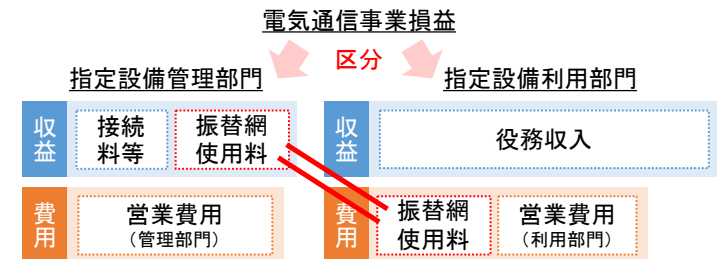 電気通信事業損益
区分
指定設備管理部門
指定設備利用部門
収益
接続
料等
振替網
使用料
収益
役務収入
費用
営業費用
（管理部門）
費用
振替網
使用料
営業費用
（利用部門）